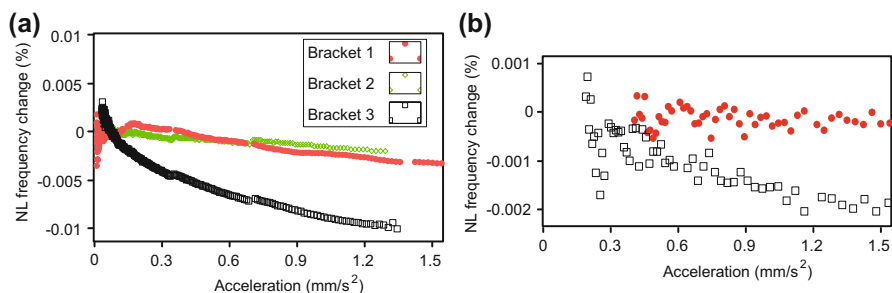 (a)
NL frequency change (%)
0.01
0.005
0
-0.005
-0.01
0
0.3
0.6
0.9
1.2
1.5
Acceleration (mm/s²)
Bracket 1
Bracket 2
Bracket 3
(b)
NL frequency change (%)
0.001
0
-0.001
-0.002
0
0.3
0.6
0.9
1.2
1.5
Acceleration (mm/s²)